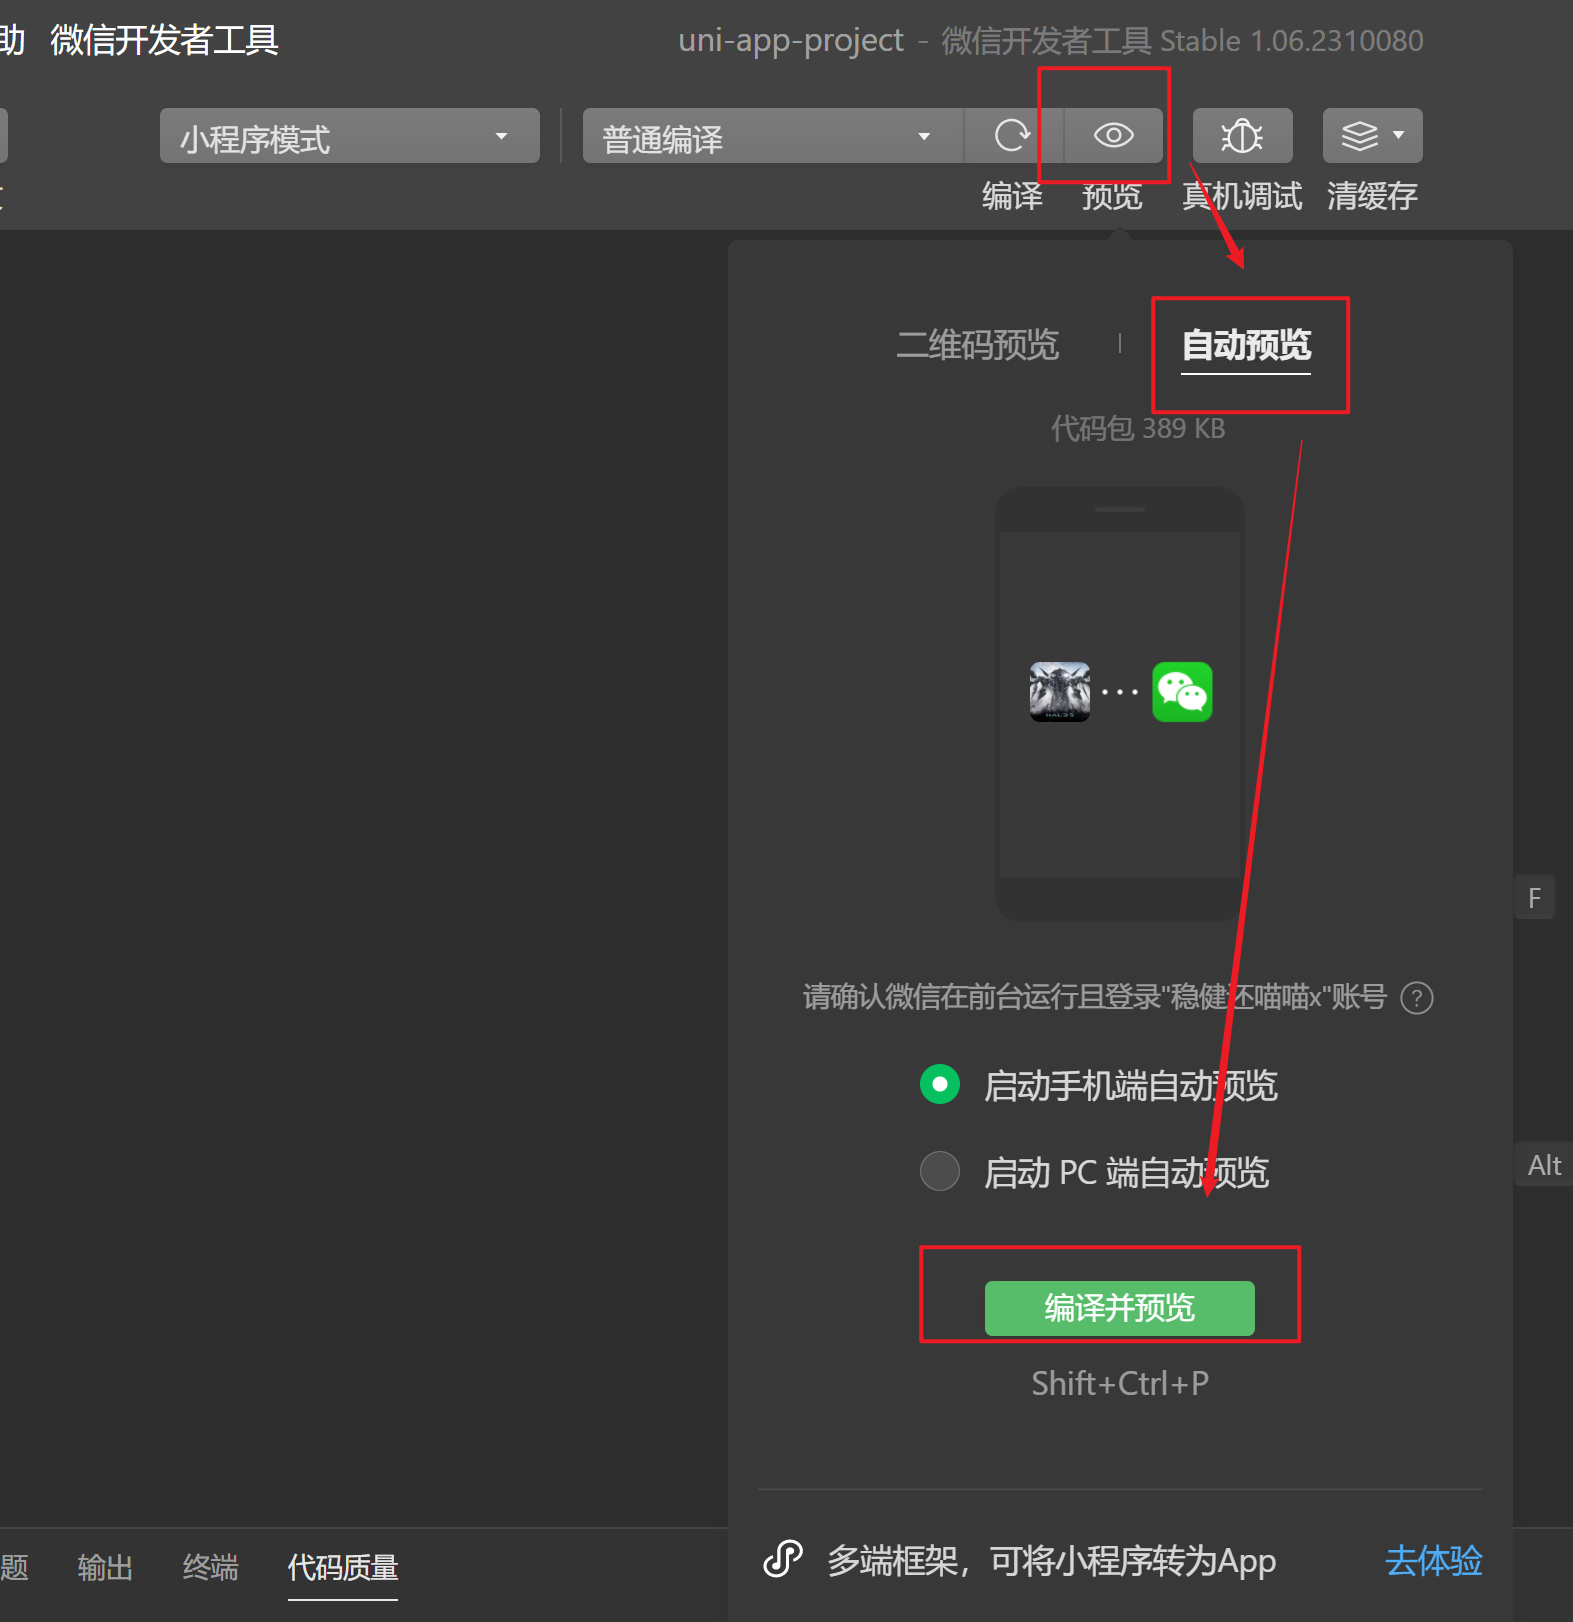 助 微信开发者工具
uni-app-project - 微信开发者工具 Stable 1.06.2310080
小程序模式
普通编译
编译 预览 真机调试 清缓存
二维码预览 自动预览
代码包 389 KB
HALO 5
请确认微信在前台运行且登录"稳健还喵喵x"账号 ?
启动手机端自动预览
启动 PC 端自动预览
编译并预览
Shift+Ctrl+P
F
Alt
多端框架，可将小程序转为App 去体验
题 输出 终端 代码质量